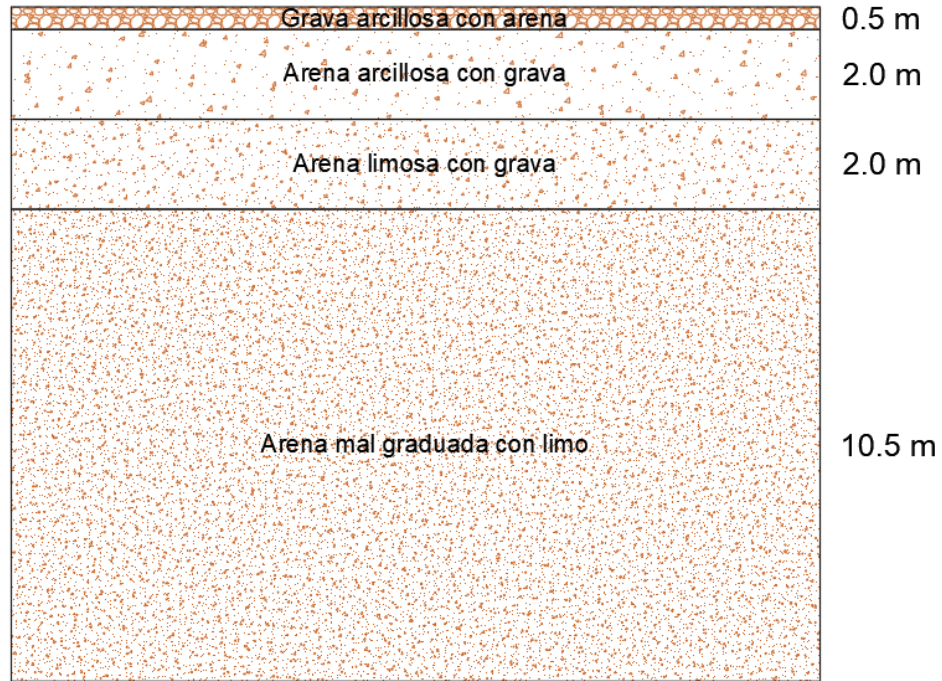 Grava arcillosa con arena 0.5 m
Arena arcillosa con grava 2.0 m
Arena limosa con grava 2.0 m
Arena mal graduada con limo 10.5 m